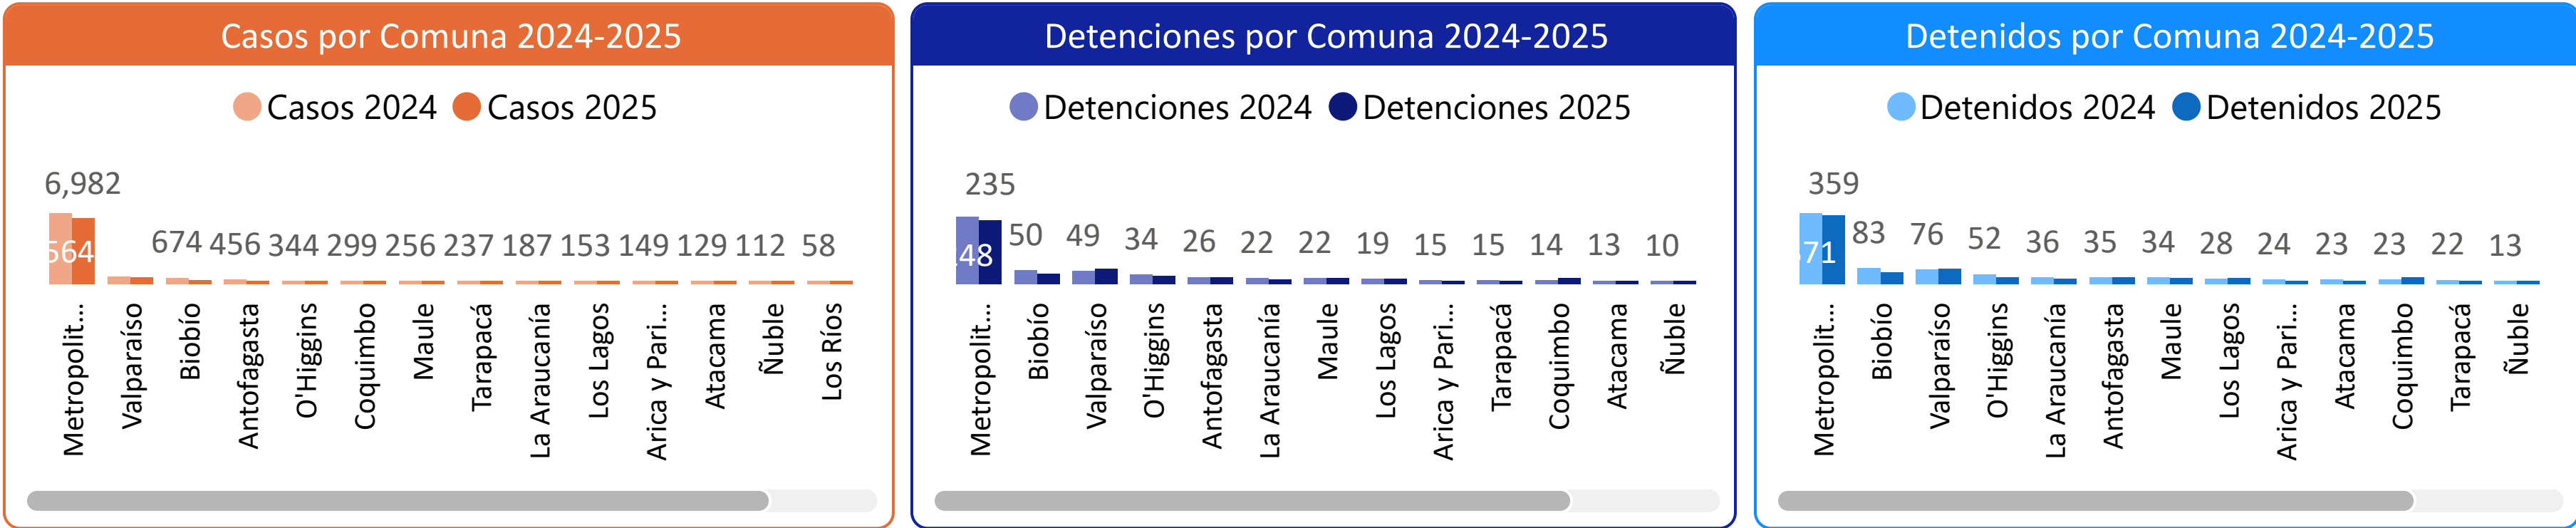 Casos por Comuna 2024-2025
Casos 2024 Casos 2025
6,982
564
674 456 344 299 256 237 187 153 149 129 112 58
Metropolit...
Valparaíso
Biobío
Antofagasta
O'Higgins
Coquimbo
Maule
Tarapacá
La Araucanía
Los Lagos
Arica y Pari...
Atacama
Ñuble
Los Ríos
Detenciones por Comuna 2024-2025
Detenciones 2024 Detenciones 2025
235
48
50 49 34 26 22 22 19 15 15 14 13 10
Metropolit...
Biobío
Valparaíso
O'Higgins
Antofagasta
La Araucanía
Maule
Los Lagos
Arica y Pari...
Tarapacá
Coquimbo
Atacama
Ñuble
Detenidos por Comuna 2024-2025
Detenidos 2024 Detenidos 2025
359
71
83 76 52 36 35 34 28 24 23 23 22 13
Metropolit...
Biobío
Valparaíso
O'Higgins
La Araucanía
Antofagasta
Maule
Los Lagos
Arica y Pari...
Atacama
Coquimbo
Tarapacá
Ñuble